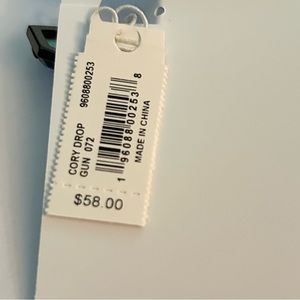 9608800253
CORY DROP
GUN 072
1 96088 00253 8
MADE IN CHINA
$58.00